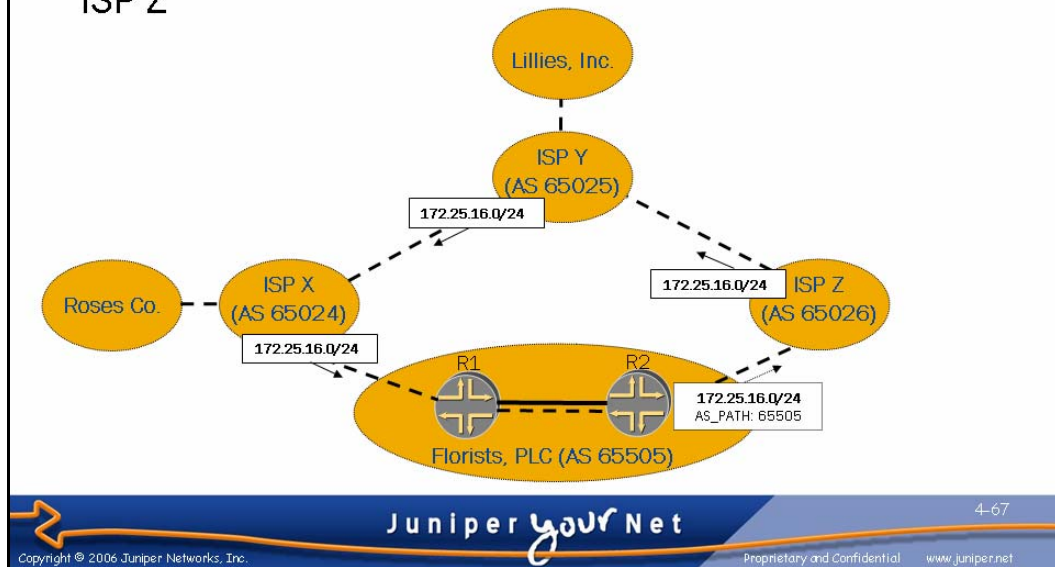 ISP Z
Lillies, Inc.
ISP Y
(AS 65025)
172.25.16.0/24
172.25.16.0/24
ISP X
(AS 65024)
ISP Z
(AS 65026)
Roses Co.
172.25.16.0/24
R1
R2
172.25.16.0/24
AS_PATH: 65505
Florists, PLC (AS 65505)
Juniper your Net
4-67
Copyright © 2006 Juniper Networks, Inc.
Proprietary and Confidential
www.juniper.net